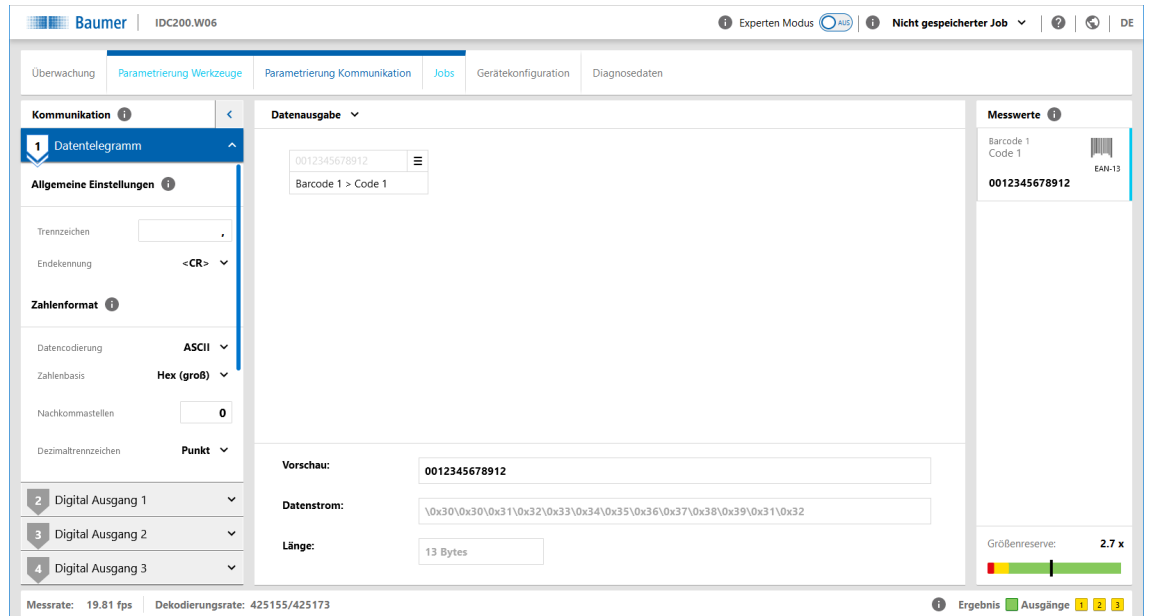 Baumer IDC200.W06 Experten Modus AUS Nicht gespeicherter Job DE
Überwachung Parametrierung Werkzeuge Parametrierung Kommunikation Jobs Gerätekonfiguration Diagnosedaten
Kommunikation
1 Datentelegramm
Allgemeine Einstellungen
Trennzeichen ,
Endekennung <CR>
Zahlenformat
Datencodierung ASCII
Zahlenbasis Hex (groß)
Nachkommastellen 0
Dezimaltrennzeichen Punkt
2 Digital Ausgang 1
3 Digital Ausgang 2
4 Digital Ausgang 3
Datenausgabe
0012345678912
Barcode 1 > Code 1
Vorschau: 0012345678912
Datenstrom: \0x30\0x30\0x31\0x32\0x33\0x34\0x35\0x36\0x37\0x38\0x39\0x31\0x32
Länge: 13 Bytes
Messwerte
Barcode 1
Code 1
EAN-13
0012345678912
Größenreserve: 2.7 x
Messrate: 19.81 fps Dekodierungsrate: 425155/425173 Ergebnis Ausgänge 1 2 3